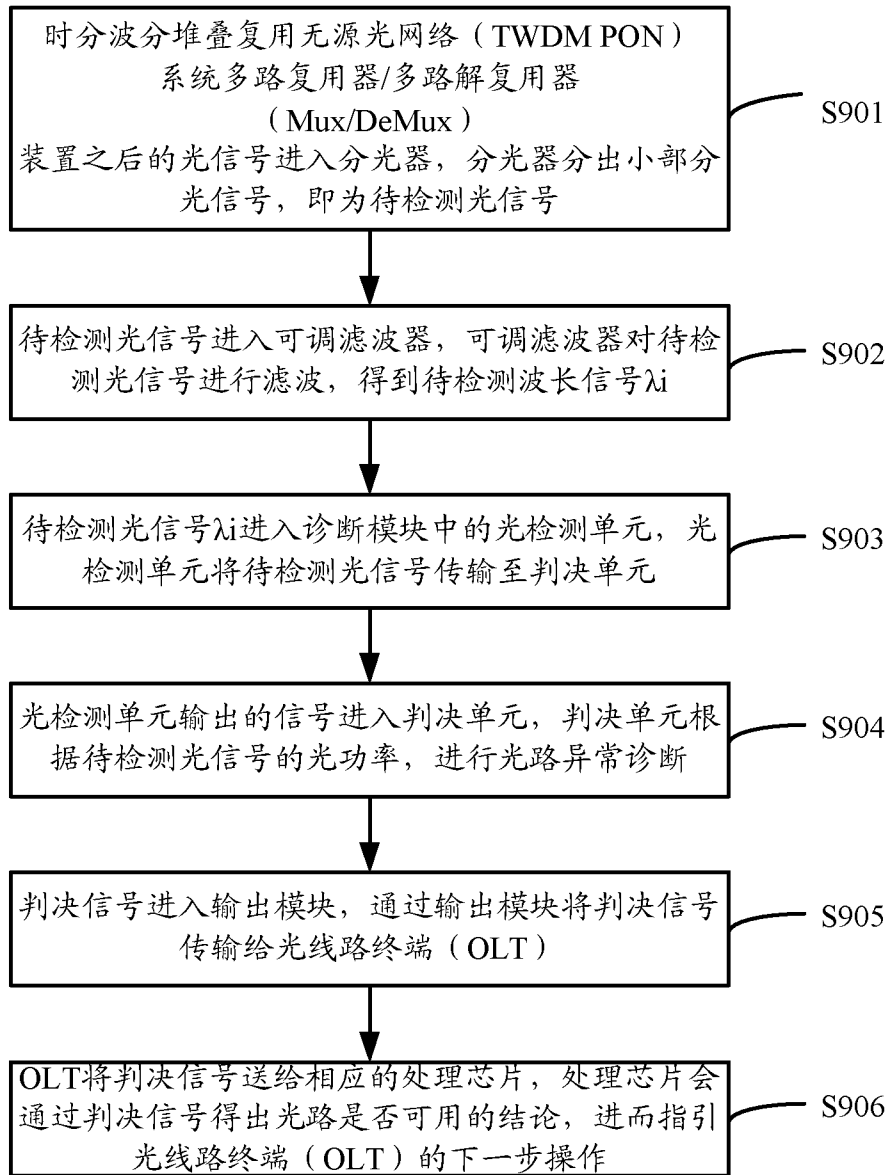 时分波分堆叠复用无源光网络（TWDM PON）
系统多路复用器/多路解复用器
（Mux/DeMux）
装置之后的光信号进入分光器，分光器分出小部分
光信号，即为待检测光信号
S901
待检测光信号进入可调滤波器，可调滤波器对待检
测光信号进行滤波，得到待检测波长信号λi
S902
待检测光信号λi进入诊断模块中的光检测单元，光
检测单元将待检测光信号传输至判决单元
S903
光检测单元输出的信号进入判决单元，判决单元根
据待检测光信号的光功率，进行光路异常诊断
S904
判决信号进入输出模块，通过输出模块将判决信号
传输给光线路终端（OLT）
S905
OLT将判决信号送给相应的处理芯片，处理芯片会
通过判决信号得出光路是否可用的结论，进而指引
光线路终端（OLT）的下一步操作
S906